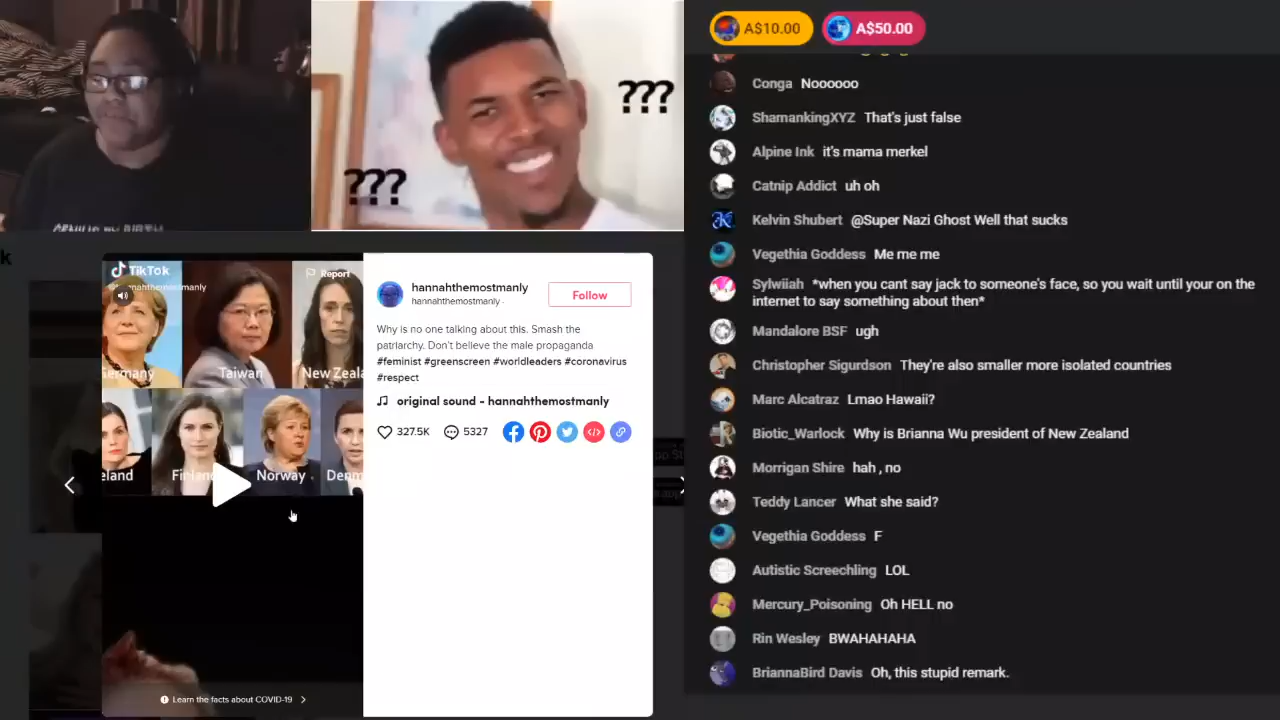 ???
???
A$10.00
A$50.00
Conga Noooooo
ShamankingXYZ That's just false
Alpine Ink it's mama merkel
Catnip Addict uh oh
Kelvin Shubert @Super Nazi Ghost Well that sucks
Vegethia Goddess Me me me
Sylwiiah *when you cant say jack to someone's face, so you wait until your on the
internet to say something about then*
Mandalore BSF ugh
Christopher Sigurdson They're also smaller more isolated countries
Marc Alcatraz Lmao Hawaii?
Biotic_Warlock Why is Brianna Wu president of New Zealand
Morrigan Shire hah , no
Teddy Lancer What she said?
Vegethia Goddess F
Autistic Screechling LOL
Mercury_Poisoning Oh HELL no
Rin Wesley BWAHAHAHA
BriannaBird Davis Oh, this stupid remark.
k
TikTok
Report
ermany
Taiwan
New Zeala
eland
Finland
Norway
Denm
Learn the facts about COVID-19
hannahthemostmanly
hannahthemostmanly ·
Follow
Why is no one talking about this. Smash the
patriarchy. Don't believe the male propaganda
#feminist #greenscreen #worldleaders #coronavirus
#respect
original sound - hannahthemostmanly
327.5K
5327